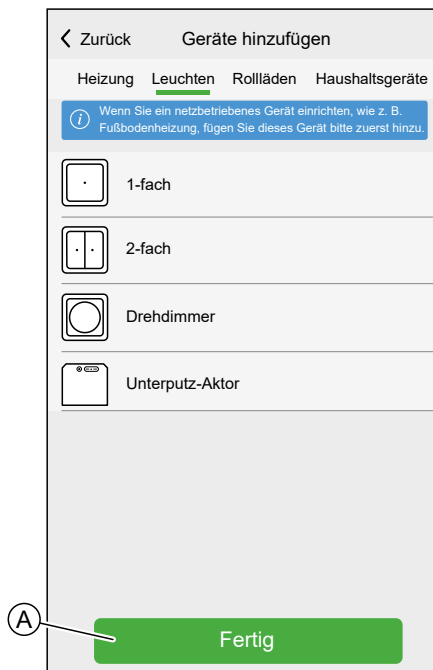 Zurück Geräte hinzufügen
Heizung Leuchten Rollläden Haushaltsgeräte
i Wenn Sie ein netzbetriebenes Gerät einrichten, wie z. B.
Fußbodenheizung, fügen Sie dieses Gerät bitte zuerst hinzu.
1-fach
2-fach
Drehdimmer
Unterputz-Aktor
A Fertig